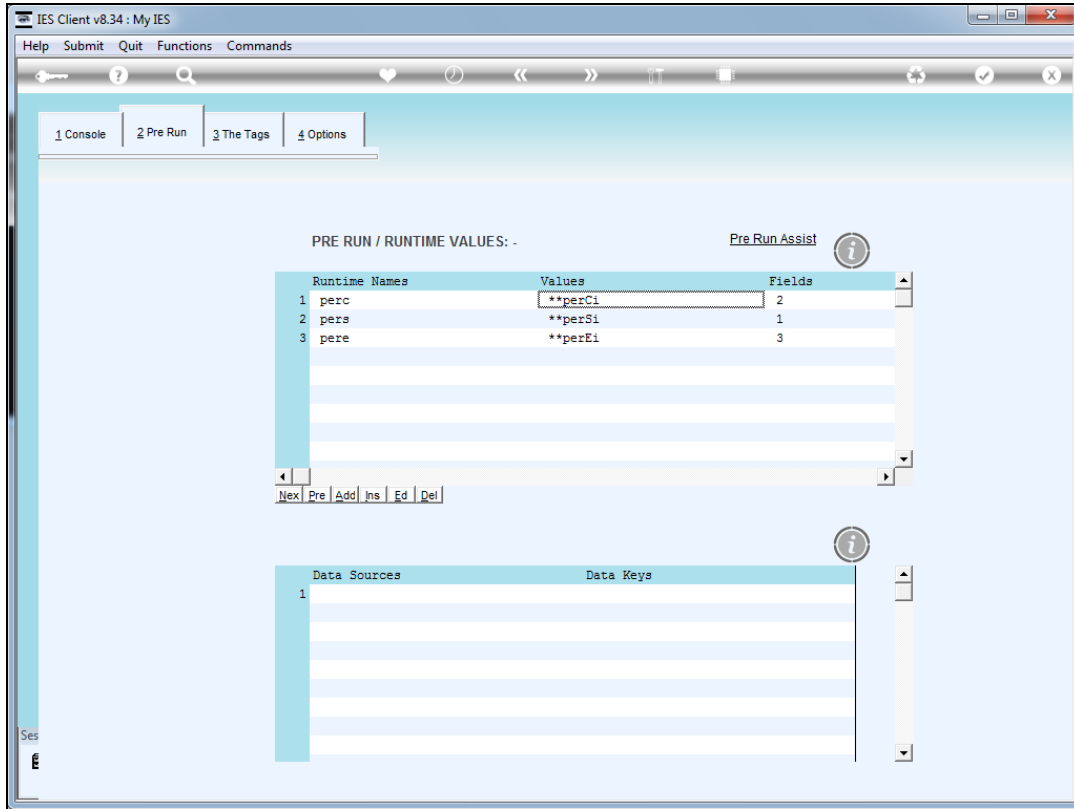 IES Client v8.34 : My IES
Help Submit Quit Functions Commands
1 Console 2 Pre Run 3 The Tags 4 Options
PRE RUN / RUNTIME VALUES: - Pre Run Assist
Runtime Names Values Fields
1 perc **perCi 2
2 pers **perSi 1
3 pere **perEi 3
Nex Pre Add Ins Ed Del
Data Sources Data Keys
1
Ses